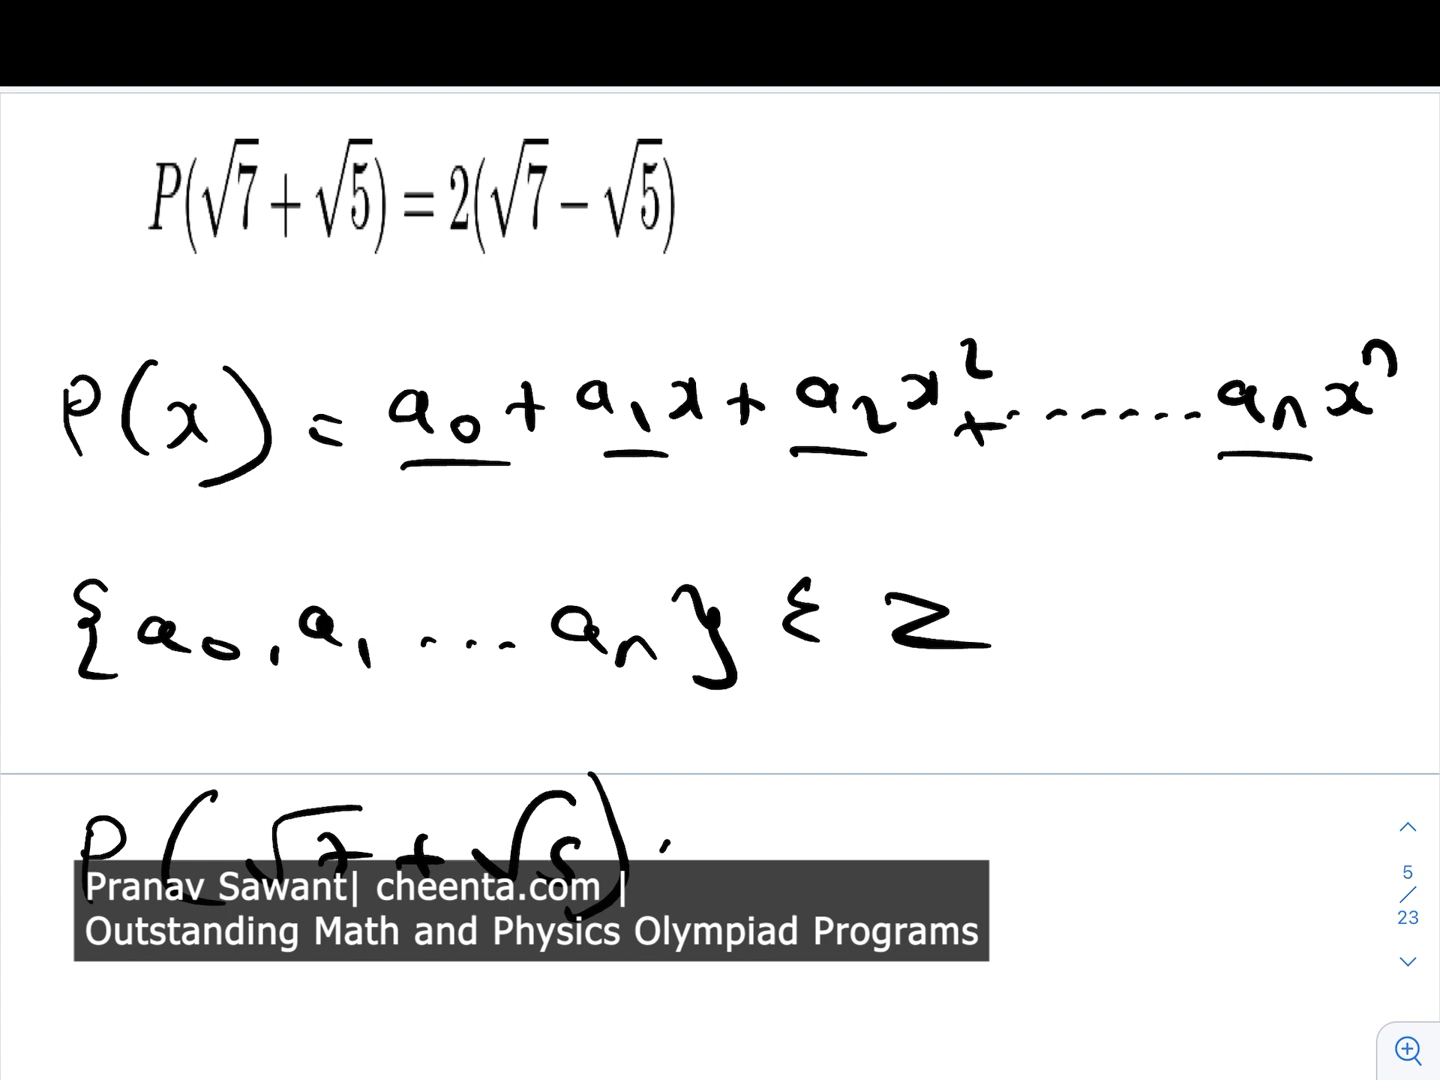 P(√7 + √5) = 2(√7 − √5)
P(x) = a₀ + a₁x + a₂x² + ....... aₙxⁿ
{a₀, a₁ ... aₙ} ε Z
P(√7 + √5) .
Pranav Sawant| cheenta.com |
Outstanding Math and Physics Olympiad Programs
5
/
23